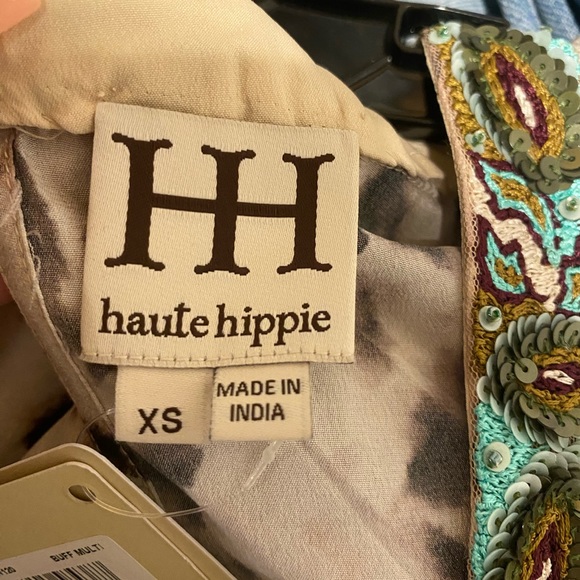 HH
haute hippie
XS
MADE IN
INDIA
BUFF MULTI